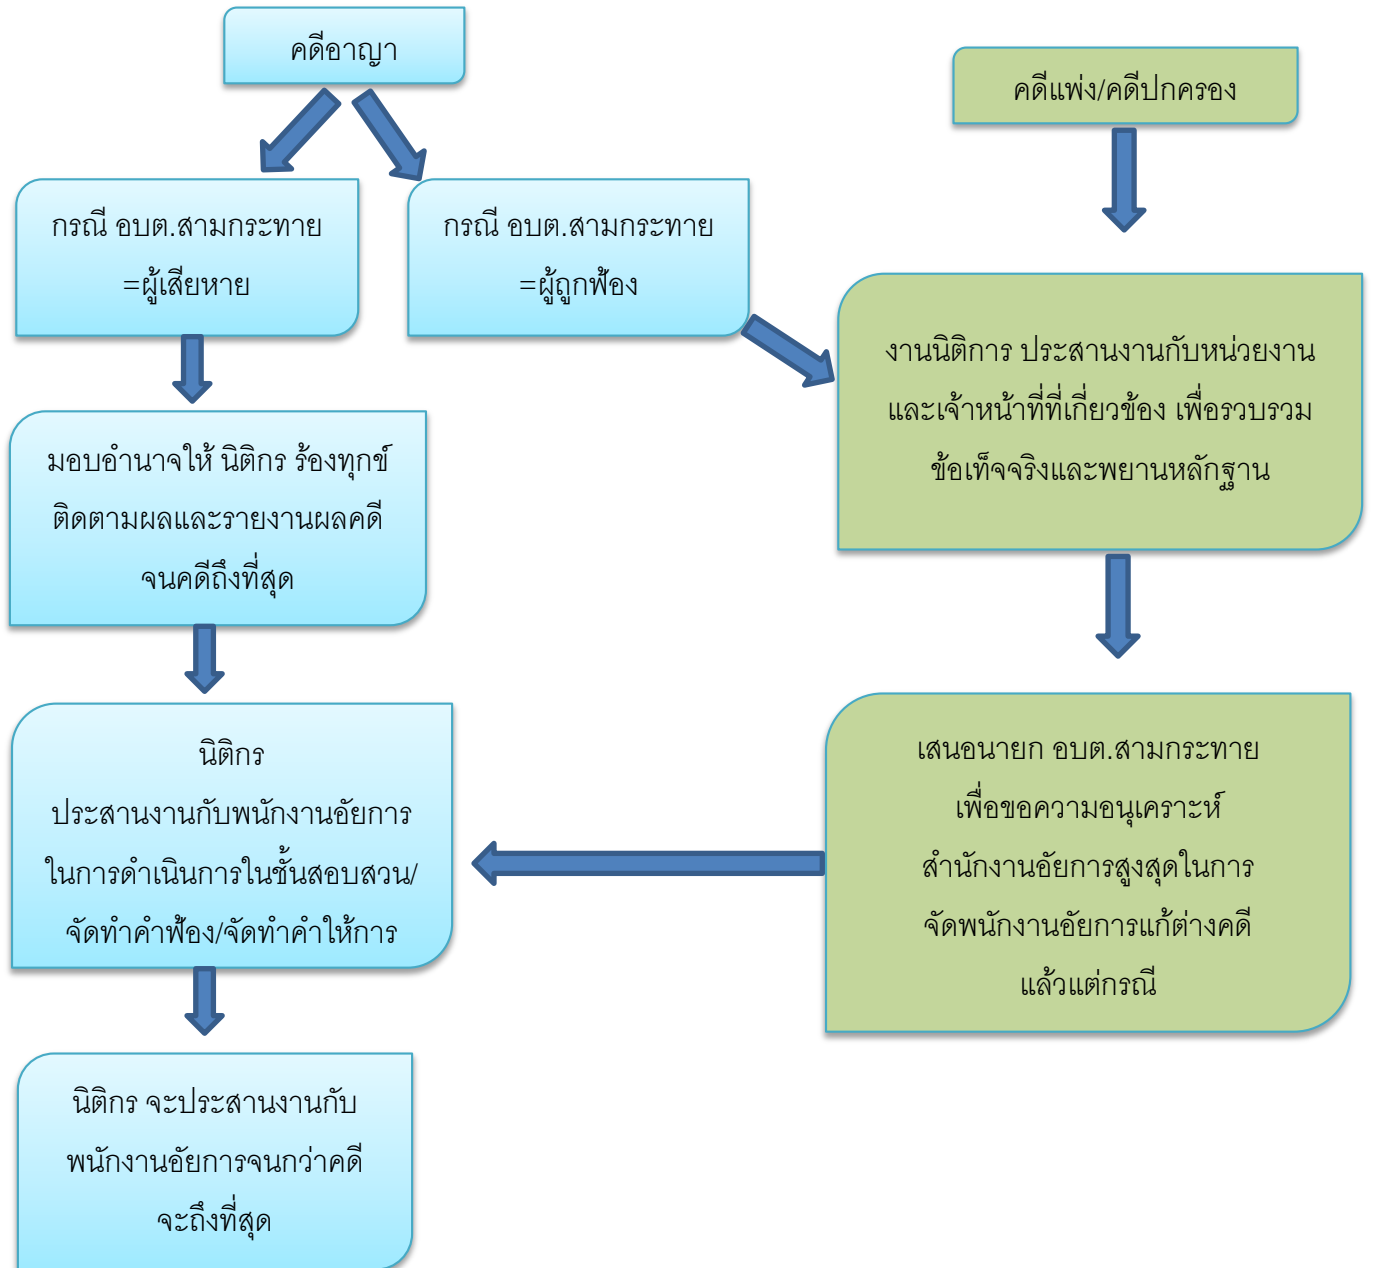 คดีอาญา
คดีแพ่ง/คดีปกครอง
กรณี อบต.สามกระทาย
=ผู้เสียหาย
กรณี อบต.สามกระทาย
=ผู้ถูกฟ้อง
งานนิติการ ประสานงานกับหน่วยงาน
และเจ้าหน้าที่ที่เกี่ยวข้อง เพื่อรวบรวม
ข้อเท็จจริงและพยานหลักฐาน
มอบอำนาจให้ นิติกร ร้องทุกข์
ติดตามผลและรายงานผลคดี
จนคดีถึงที่สุด
นิติกร
ประสานงานกับพนักงานอัยการ
ในการดำเนินการในชั้นสอบสวน/
จัดทำคำฟ้อง/จัดทำคำให้การ
เสนอนายก อบต.สามกระทาย
เพื่อขอความอนุเคราะห์
สำนักงานอัยการสูงสุดในการ
จัดพนักงานอัยการแก้ต่างคดี
แล้วแต่กรณี
นิติกร จะประสานงานกับ
พนักงานอัยการจนกว่าคดี
จะถึงที่สุด